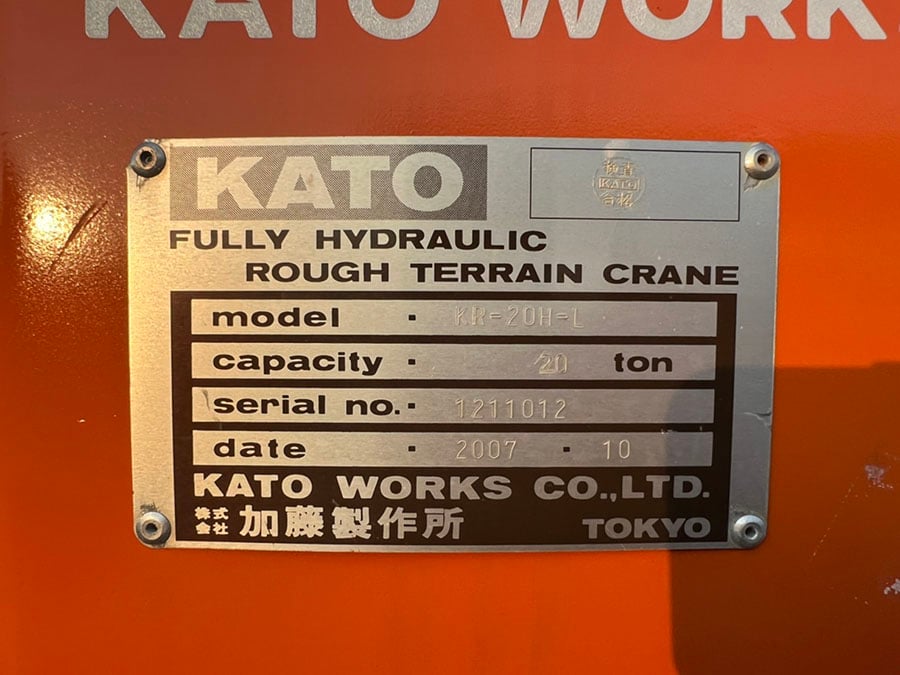 KATO WORK
KATO
検査
KATO
合格
FULLY HYDRAULIC
ROUGH TERRAIN CRANE
model · KR-20H-L
capacity · 20 ton
serial no. · 1211012
date · 2007 · 10
KATO WORKS CO.,LTD.
株式会社 加藤製作所 TOKYO